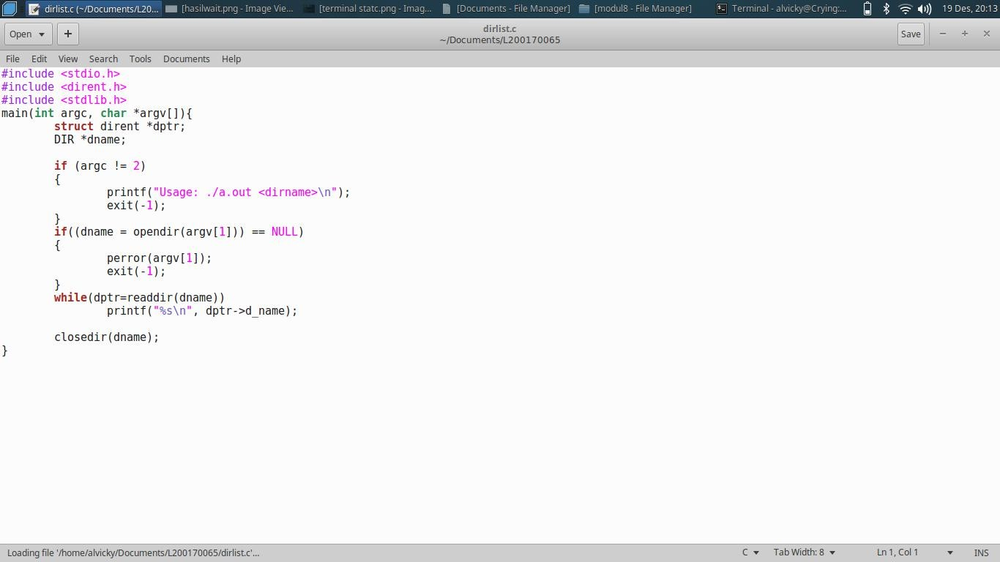 dirlist.c (~/Documents/L20...
[hasilwait.png - Image Vie...
[terminal statc.png - Imag...
[Documents - File Manager]
[modul8 - File Manager]
Terminal - alvicky@Crying:...
19 Des, 20:13
Open
+
dirlist.c
~/Documents/L200170065
Save
File Edit View Search Tools Documents Help
#include <stdio.h>
#include <dirent.h>
#include <stdlib.h>
main(int argc, char *argv[]){
        struct dirent *dptr;
        DIR *dname;

        if (argc != 2)
        {
                printf("Usage: ./a.out <dirname>\n");
                exit(-1);
        }
        if((dname = opendir(argv[1])) == NULL)
        {
                perror(argv[1]);
                exit(-1);
        }
        while(dptr=readdir(dname))
                printf("%s\n", dptr->d_name);

        closedir(dname);
}
Loading file '/home/alvicky/Documents/L200170065/dirlist.c'...
C
Tab Width: 8
Ln 1, Col 1
INS